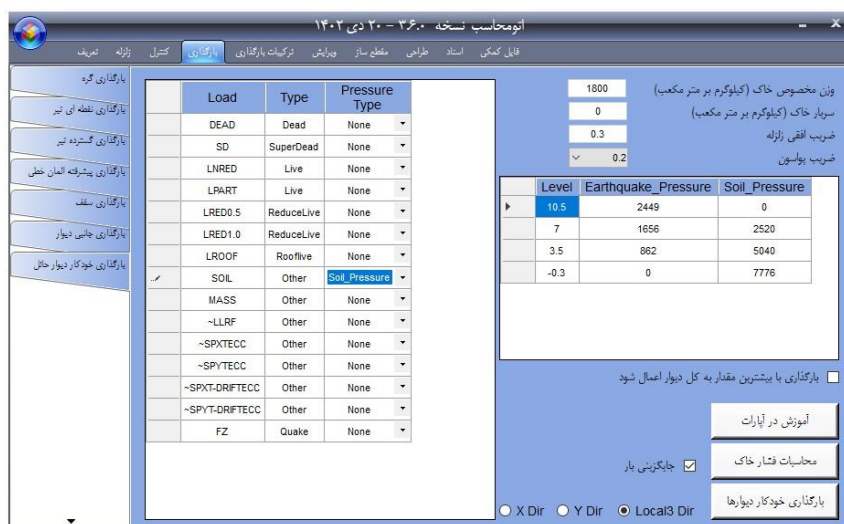 اتومحاسب نسخه ۳.۶.۰ - ۲۰ دی ۱۴۰۲
تعریف زلزله کنترل بارگذاری ترکیبات بارگذاری ویرایش مقطع ساز طراحی اسناد فایل کمکی
بارگذاری گره
بارگذاری نقطه ای تیر
بارگذاری گسترده تیر
بارگذاری پیشرفته المان خطی
بارگذاری سقف
بارگذاری جانبی دیوار
بارگذاری خودکار دیوار حائل
Load Type Pressure Type
DEAD Dead None
SD SuperDead None
LNRED Live None
LPART Live None
LRED0.5 ReduceLive None
LRED1.0 ReduceLive None
LROOF Rooflive None
SOIL Other Soil_Pressure
MASS Other None
~LLRF Other None
~SPXTECC Other None
~SPYTECC Other None
~SPXT-DRIFTECC Other None
~SPYT-DRIFTECC Other None
FZ Quake None
وزن مخصوص خاک (کیلوگرم بر متر مکعب) 1800
سربار خاک (کیلوگرم بر متر مکعب) 0
ضریب افقی زلزله 0.3
ضریب پواسون 0.2
Level Earthquake_Pressure Soil_Pressure
10.5 2449 0
7 1656 2520
3.5 862 5040
-0.3 0 7776
بارگذاری با بیشترین مقدار به کل دیوار اعمال شود
آموزش در آپارات
محاسبات فشار خاک
جایگزینی بار
بارگذاری خودکار دیوارها
X Dir Y Dir Local3 Dir